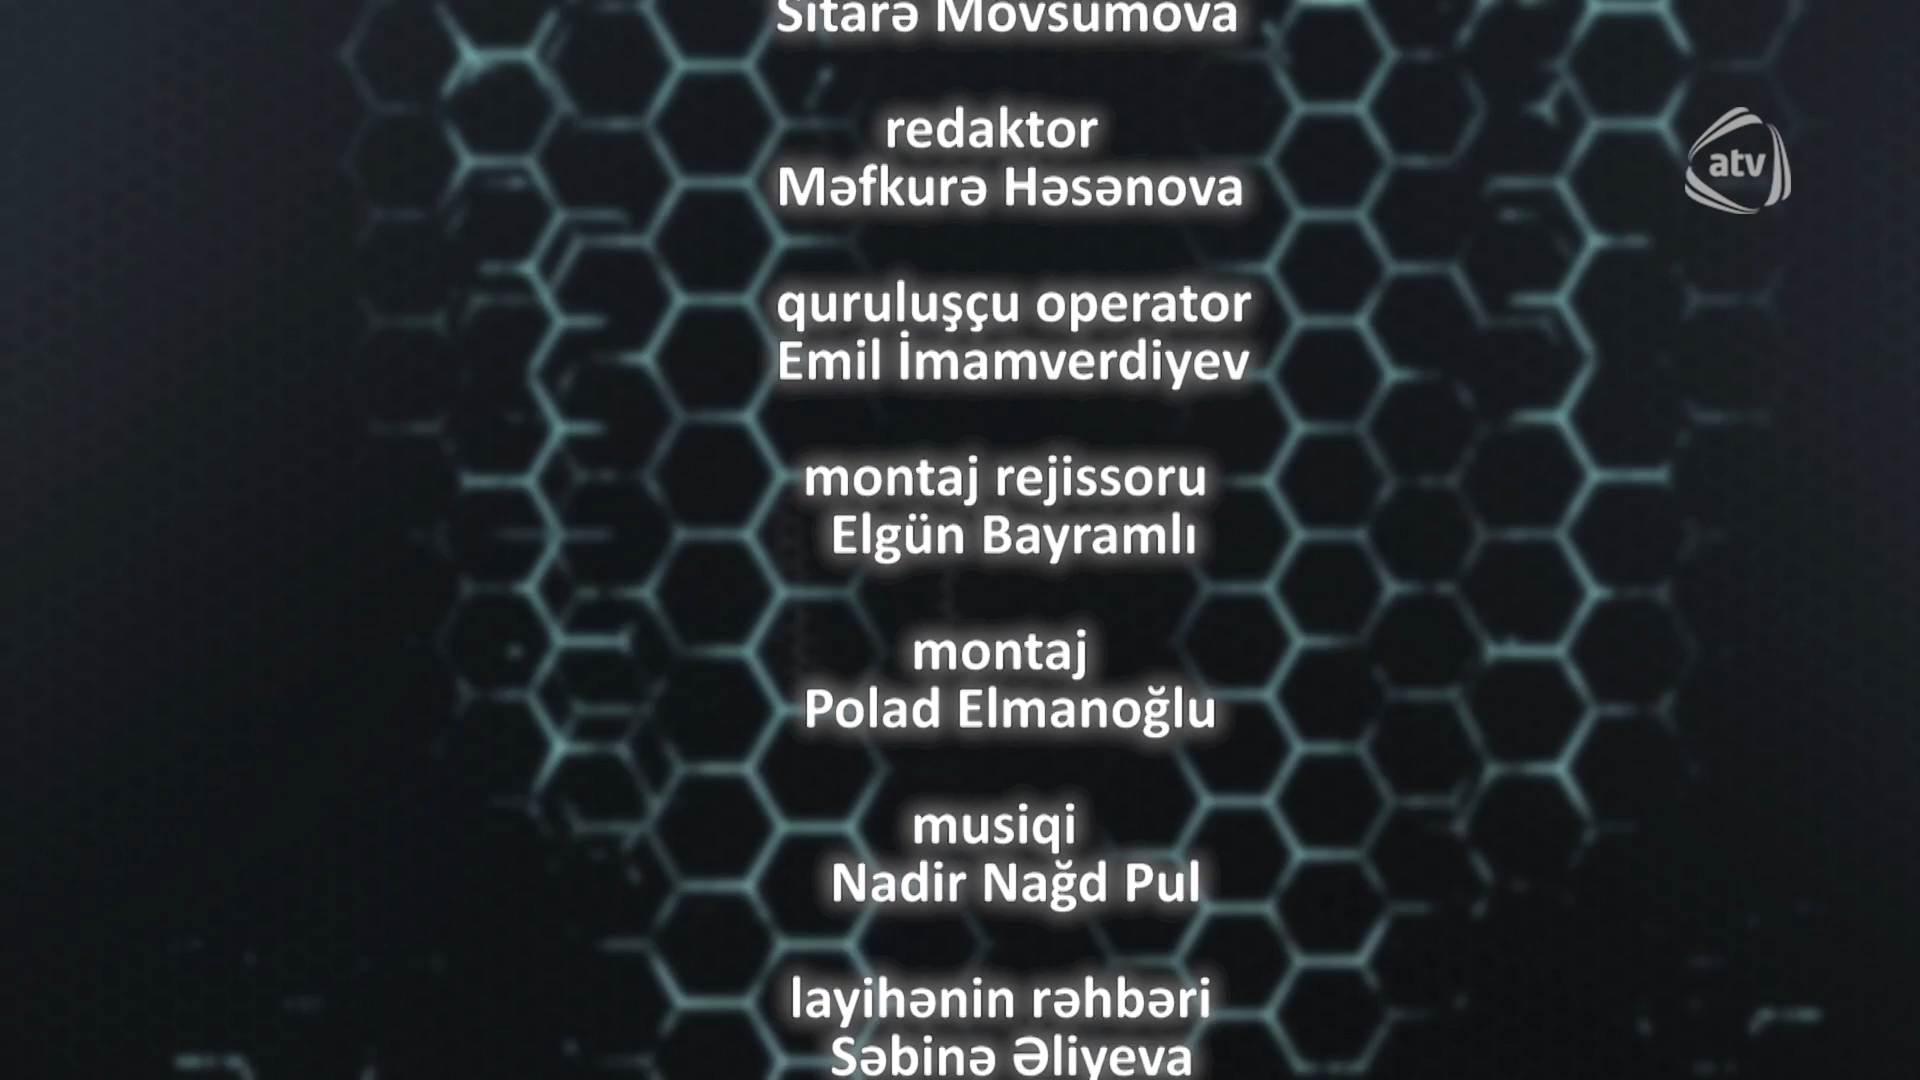 Sitarə Mövsümova
redaktor
Məfkurə Həsənova
quruluşçu operator
Emil İmamverdiyev
montaj rejissoru
Elgün Bayramlı
montaj
Polad Elmanoğlu
musiqi
Nadir Nağd Pul
layihənin rəhbəri
Səbinə Əliyeva
atv